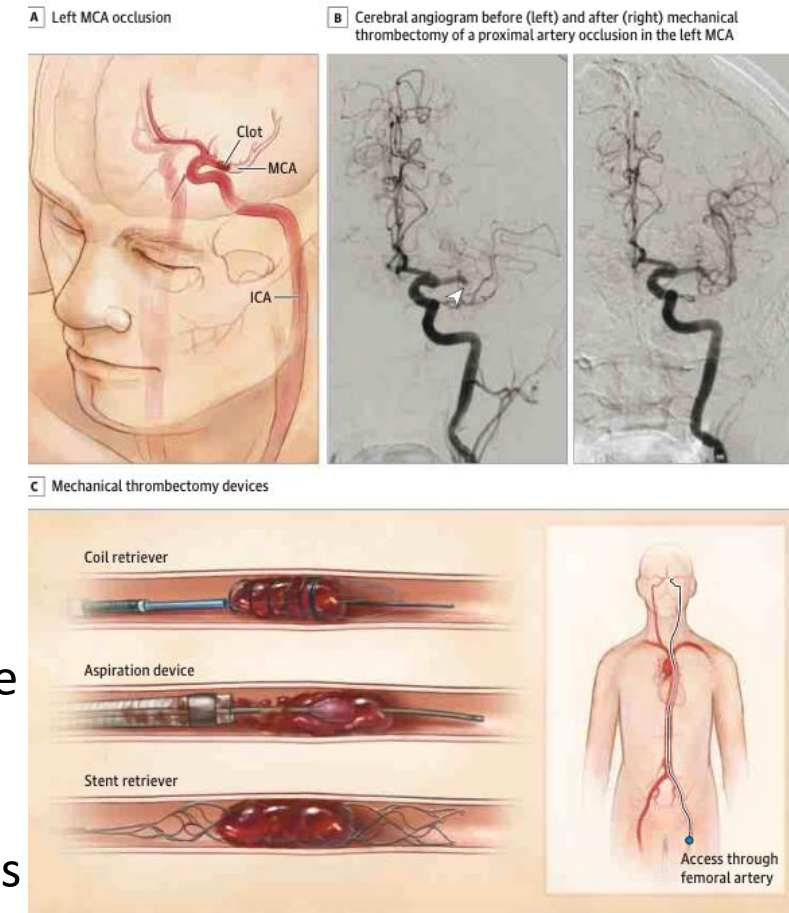 A Left MCA occlusion
B Cerebral angiogram before (left) and after (right) mechanical
thrombectomy of a proximal artery occlusion in the left MCA
Clot
MCA
ICA
C Mechanical thrombectomy devices
Coil retriever
Aspiration device
Stent retriever
Access through
femoral artery
e
s